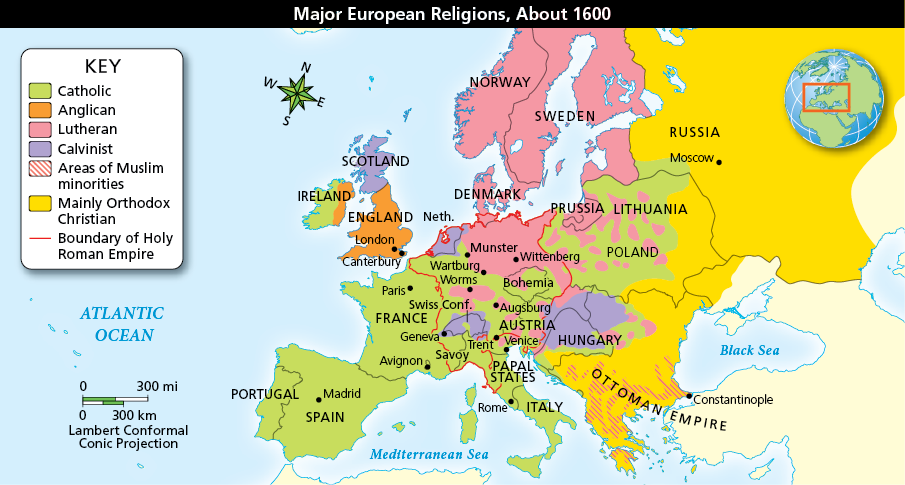 Major European Religions, About 1600
KEY
Catholic
Anglican
Lutheran
Calvinist
Areas of Muslim
minorities
Mainly Orthodox
Christian
Boundary of Holy
Roman Empire
N
W
E
S
NORWAY
SWEDEN
RUSSIA
Moscow
SCOTLAND
IRELAND
DENMARK
ENGLAND
Neth.
PRUSSIA
LITHUANIA
London
Canterbury
Munster
Wittenberg
POLAND
Wartburg
Worms
Bohemia
Paris
Swiss Conf.
Augsburg
ATLANTIC
OCEAN
FRANCE
AUSTRIA
Geneva
Trent
Venice
HUNGARY
Savoy
Black Sea
Avignon
PAPAL
STATES
OTTOMAN EMPIRE
0 300 mi
0 300 km
Lambert Conformal
Conic Projection
PORTUGAL
Madrid
SPAIN
Rome
ITALY
Constantinople
Mediterranean Sea